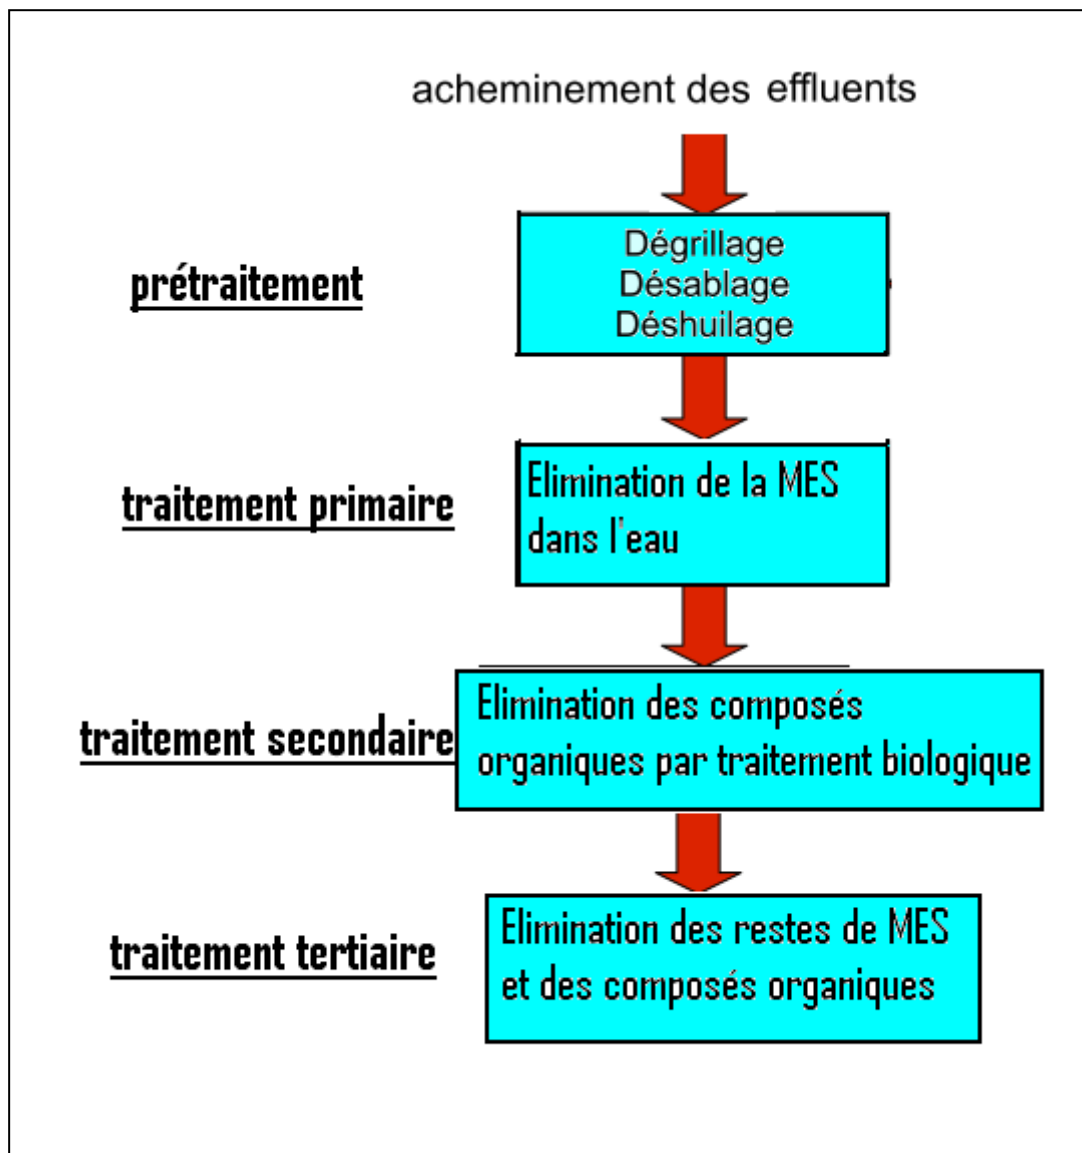 acheminement des effluents
prétraitement
Dégrillage
Désablage
Déshuilage
traitement primaire
Elimination de la MES
dans l'eau
traitement secondaire
Elimination des composés
organiques par traitement biologique
traitement tertiaire
Elimination des restes de MES
et des composés organiques